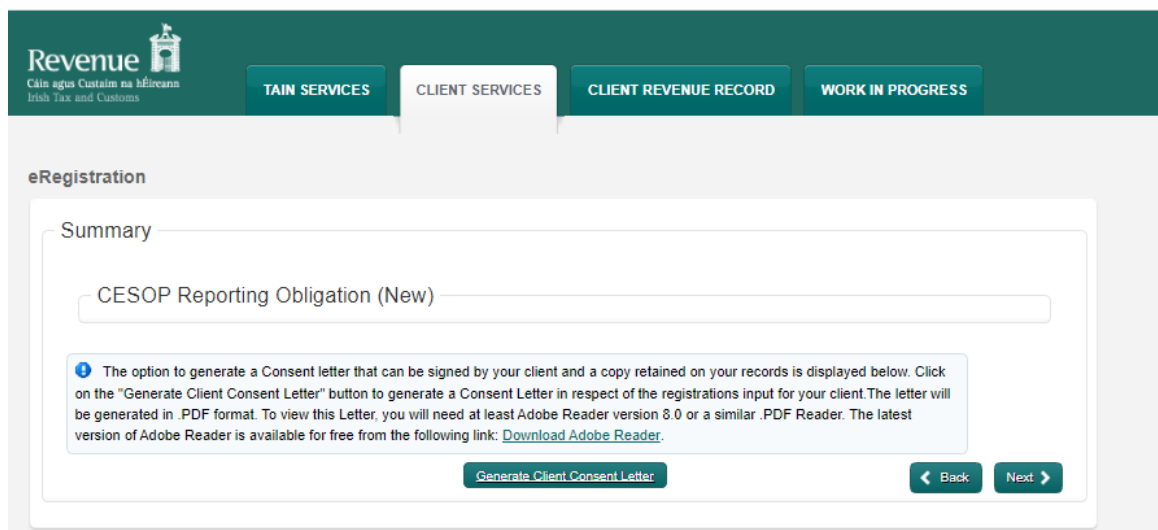 Revenue
Cáin agus Custaim na hÉireann
Irish Tax and Customs
TAIN SERVICES
CLIENT SERVICES
CLIENT REVENUE RECORD
WORK IN PROGRESS
eRegistration
Summary
CESOP Reporting Obligation (New)
The option to generate a Consent letter that can be signed by your client and a copy retained on your records is displayed below. Click
on the "Generate Client Consent Letter" button to generate a Consent Letter in respect of the registrations input for your client.The letter will
be generated in .PDF format. To view this Letter, you will need at least Adobe Reader version 8.0 or a similar .PDF Reader. The latest
version of Adobe Reader is available for free from the following link: Download Adobe Reader.
Generate Client Consent Letter
Back
Next